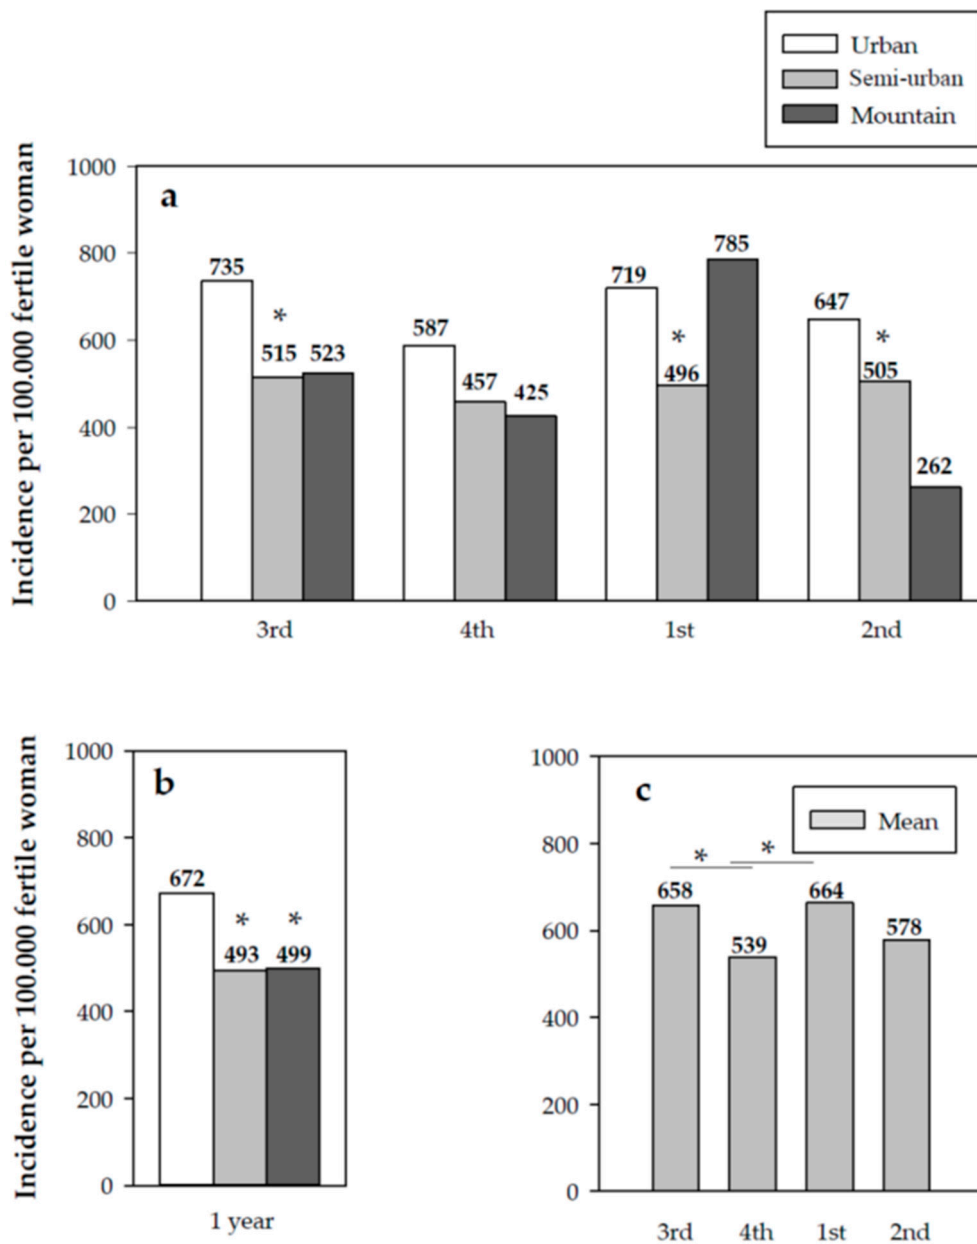 Urban
Semi-urban
Mountain
Incidence per 100.000 fertile woman
1000
800
600
400
200
0
a
735
*
515
523
587
457
425
719
*
496
785
647
*
505
262
3rd
4th
1st
2nd
Incidence per 100.000 fertile woman
1000
800
600
400
200
0
b
672
*
493
*
499
1 year
1000
800
600
400
200
0
c
Mean
*
*
658
539
664
578
3rd
4th
1st
2nd